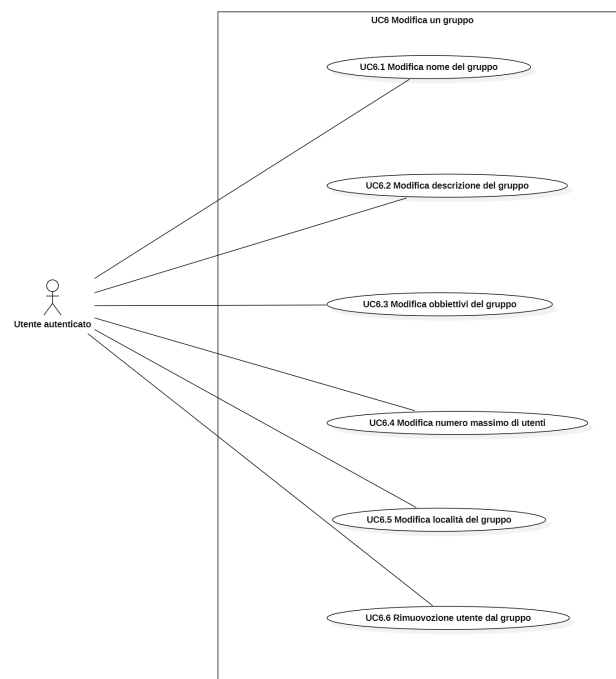 UC6 Modifica un gruppo
UC6.1 Modifica nome del gruppo
UC6.2 Modifica descrizione del gruppo
UC6.3 Modifica obbiettivi del gruppo
Utente autenticato
UC6.4 Modifica numero massimo di utenti
UC6.5 Modifica località del gruppo
UC6.6 Rimuovozione utente dal gruppo